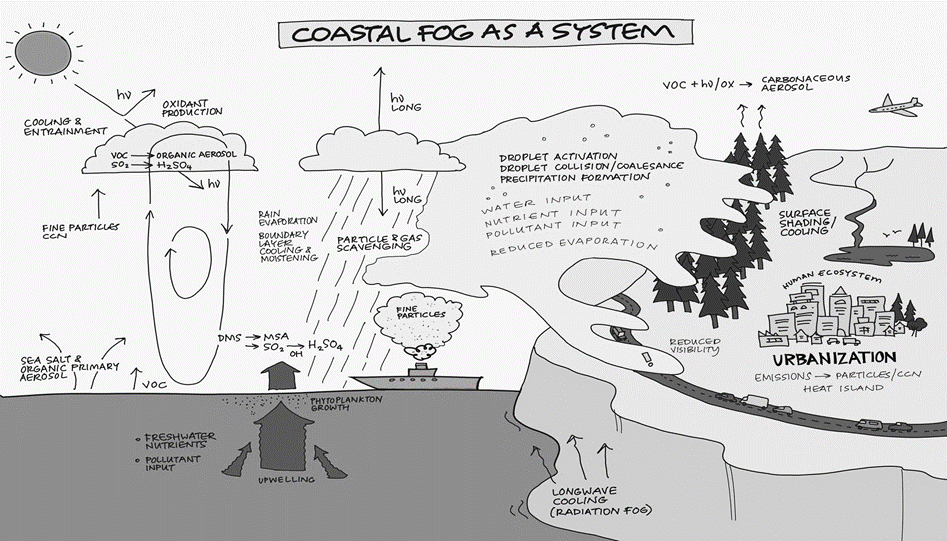 COASTAL FOG AS A SYSTEM
hν
OXIDANT
PRODUCTION
COOLING &
ENTRAINMENT
VOC → ORGANIC AEROSOL
SO₂ → H₂SO₄
hν
FINE PARTICLES
CCN
hν
LONG
hν
LONG
RAIN
EVAPORATION
BOUNDARY
LAYER
COOLING &
MOISTENING
PARTICLE & GAS
SCAVENGING
DROPLET ACTIVATION
DROPLET COLLISION/COALESANCE
PRECIPITATION FORMATION
WATER INPUT
NUTRIENT INPUT
POLLUTANT INPUT
REDUCED EVAPORATION
VOC + hν/OX → CARBONACEOUS
AEROSOL
SURFACE
SHADING/
COOLING
HUMAN ECOSYSTEM
URBANIZATION
EMISSIONS → PARTICLES/CCN
HEAT ISLAND
REDUCED
VISIBILITY
!
FINE
PARTICLES
DMS → MSA
→ SO₂ → H₂SO₄
OH
SEA SALT &
ORGANIC PRIMARY
AEROSOL
VOC
PHYTOPLANKTON
GROWTH
• FRESHWATER
NUTRIENTS
• POLLUTANT
INPUT
UPWELLING
LONGWAVE
COOLING
(RADIATION FOG)